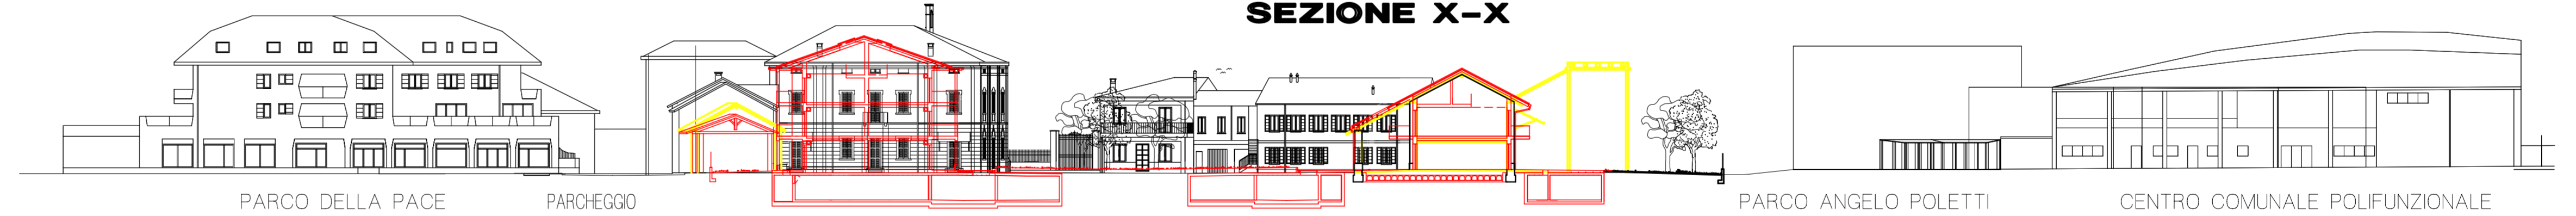 SEZIONE X-X
PARCO DELLA PACE
PARCHEGGIO
PARCO ANGELO POLETTI
CENTRO COMUNALE POLIFUNZIONALE